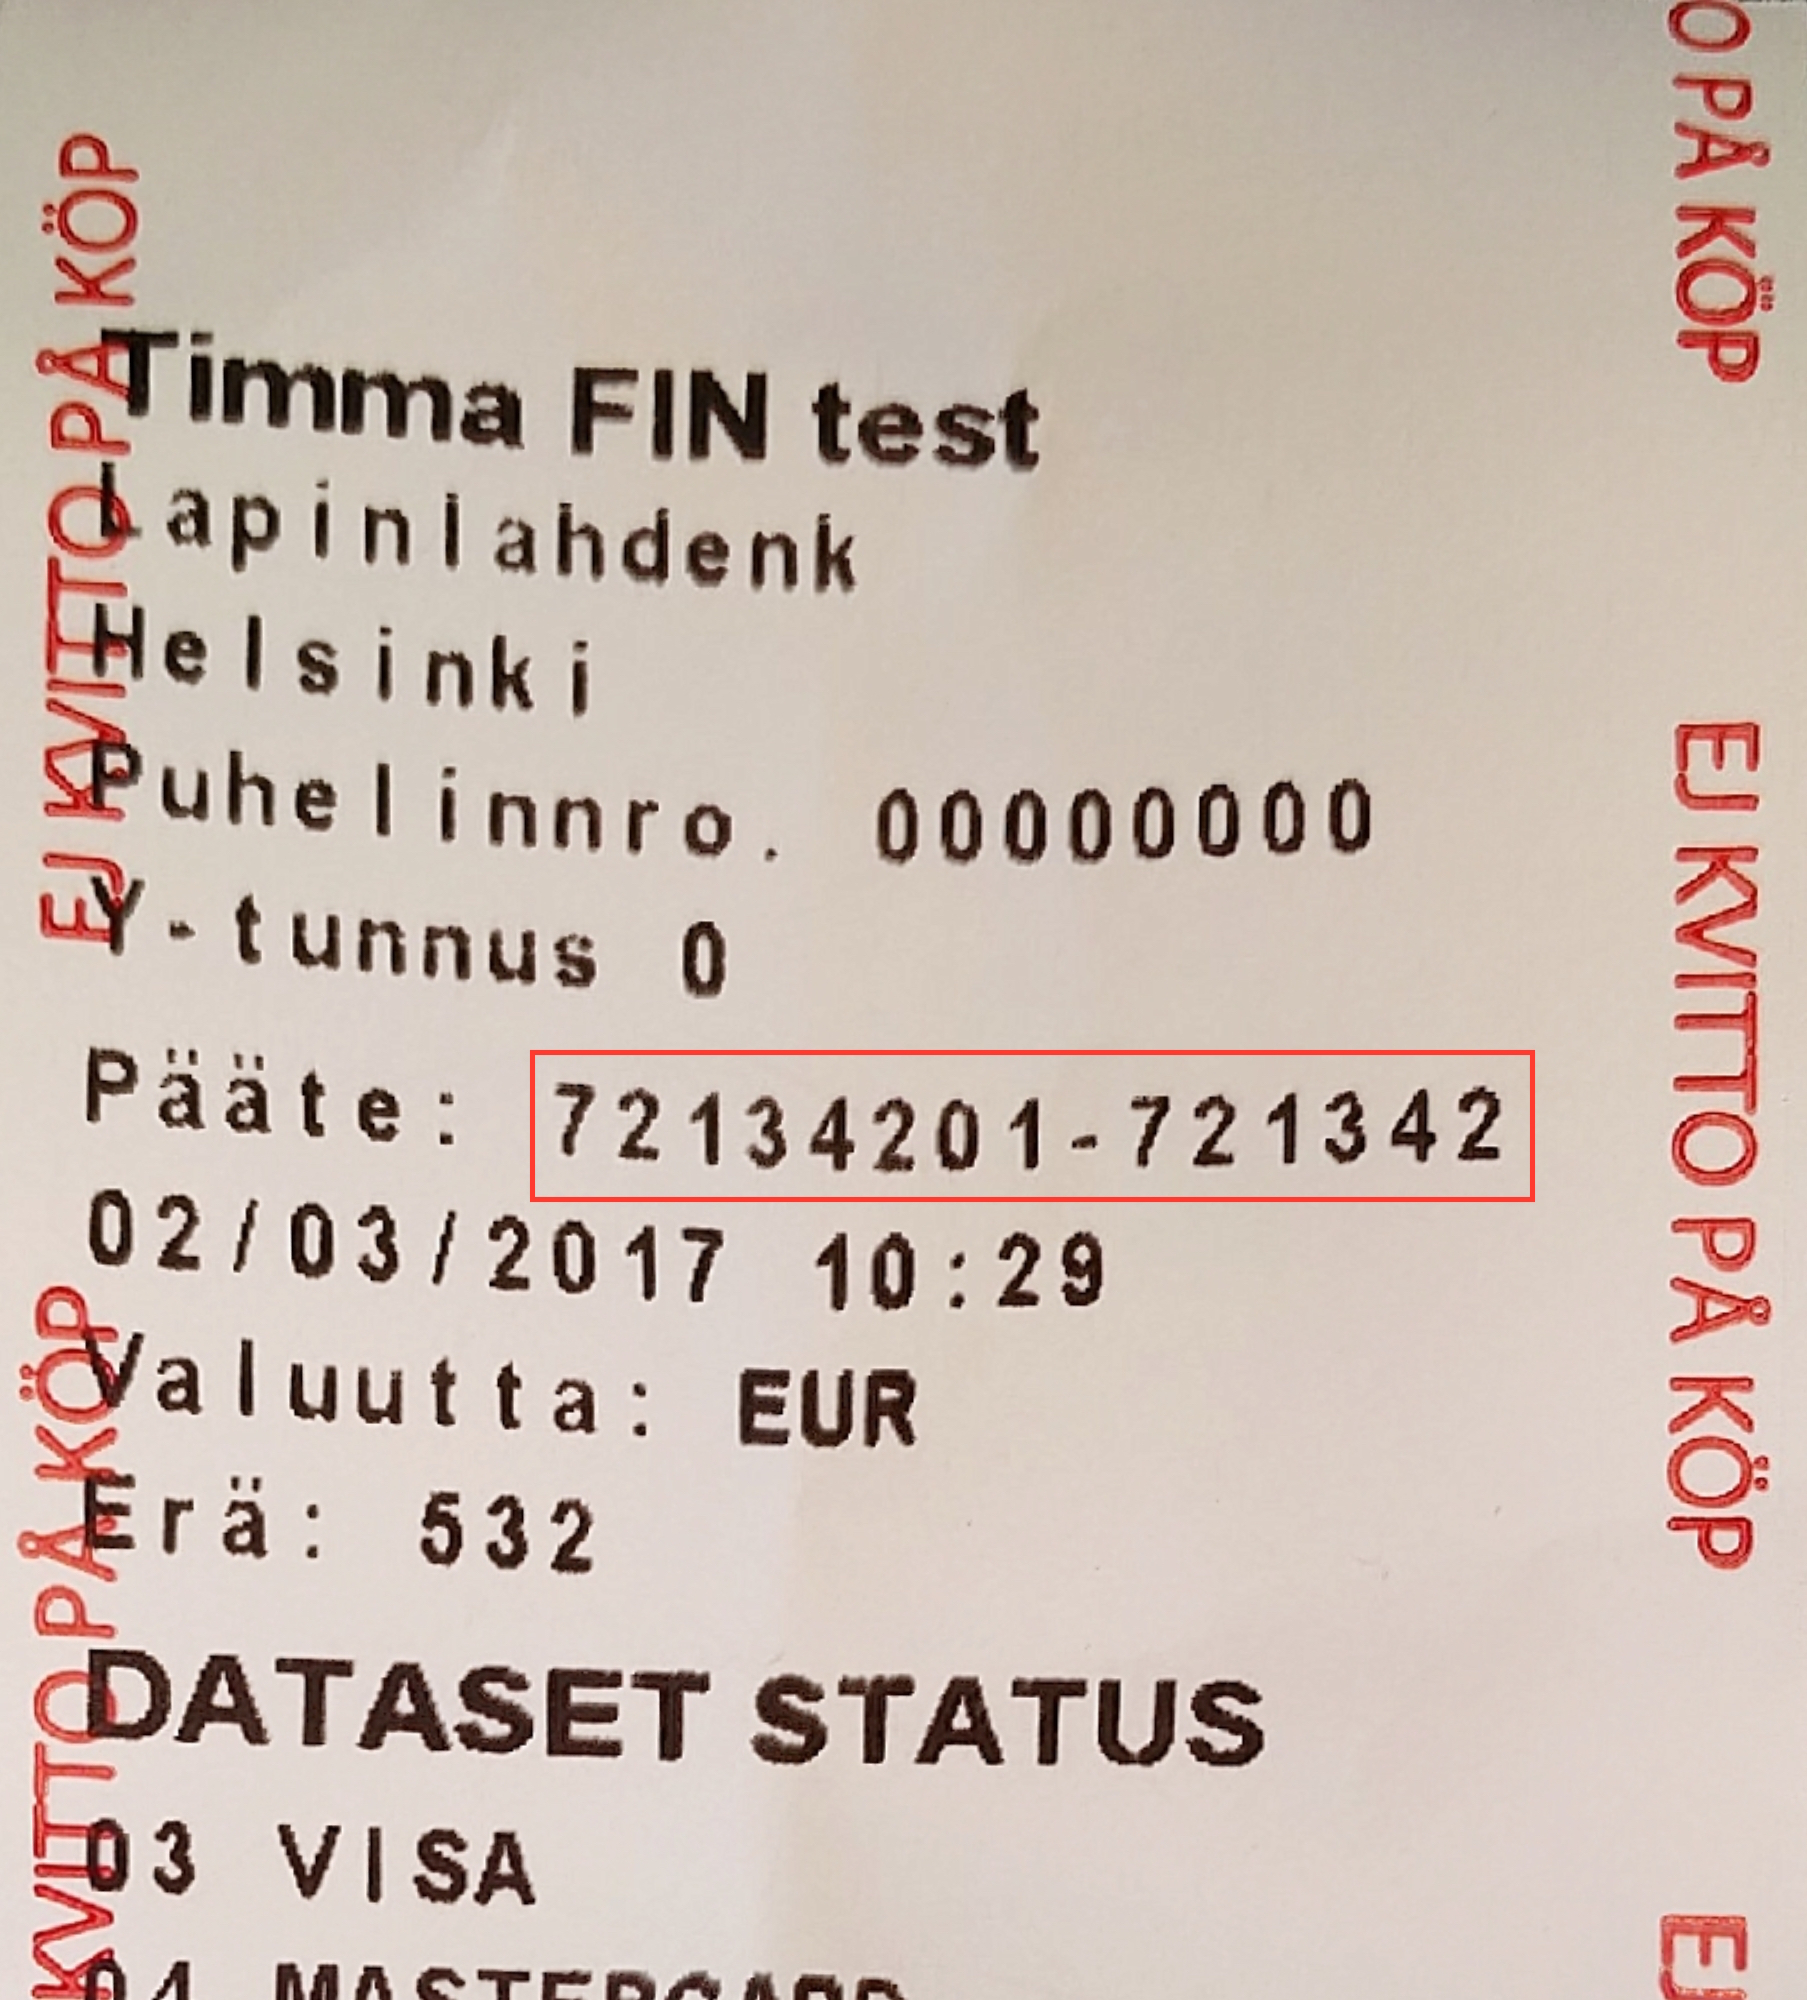 Timma FIN test
Lapinlahdenk
Helsinki
Puhelinnro. 00000000
Y-tunnus 0
Pääte: 72134201-721342
02/03/2017 10:29
Valuutta: EUR
Erä: 532
DATASET STATUS
03 VISA
04 MASTERCARD
EJ KVITTO PÅ KÖP
KVITTO PÅ KÖP
O PÅ KÖP
EJ KVITTO PÅ KÖP
EJ